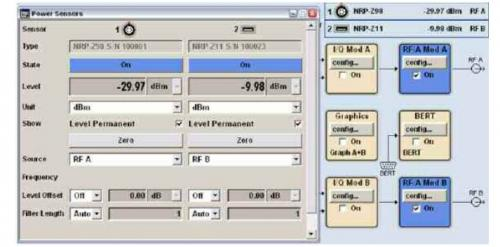 Power Sensors
Sensor 1 2
Type NRP-Z98 S/N 100001 NRP-Z11 S/N 100023
State On On
Level -29.97 dBm -9.98 dBm
Unit dBm dBm
Show Level Permanent Level Permanent
Zero Zero
Source RF A RF B
Frequency
Level Offset Off 0.00 dB Off 0.00 dB
Filter Length Auto 1 Auto 1
1 NRP-Z98 -29.97 dBm RF A
2 NRP-Z11 -9.98 dBm RF B
I/Q Mod A RF/A Mod A
config... config... RF A
On On
Graphics BERT
config... config...
On On
Graph A+B BERT
BERT
I/Q Mod B RF/A Mod B
config... config... RF B
On On